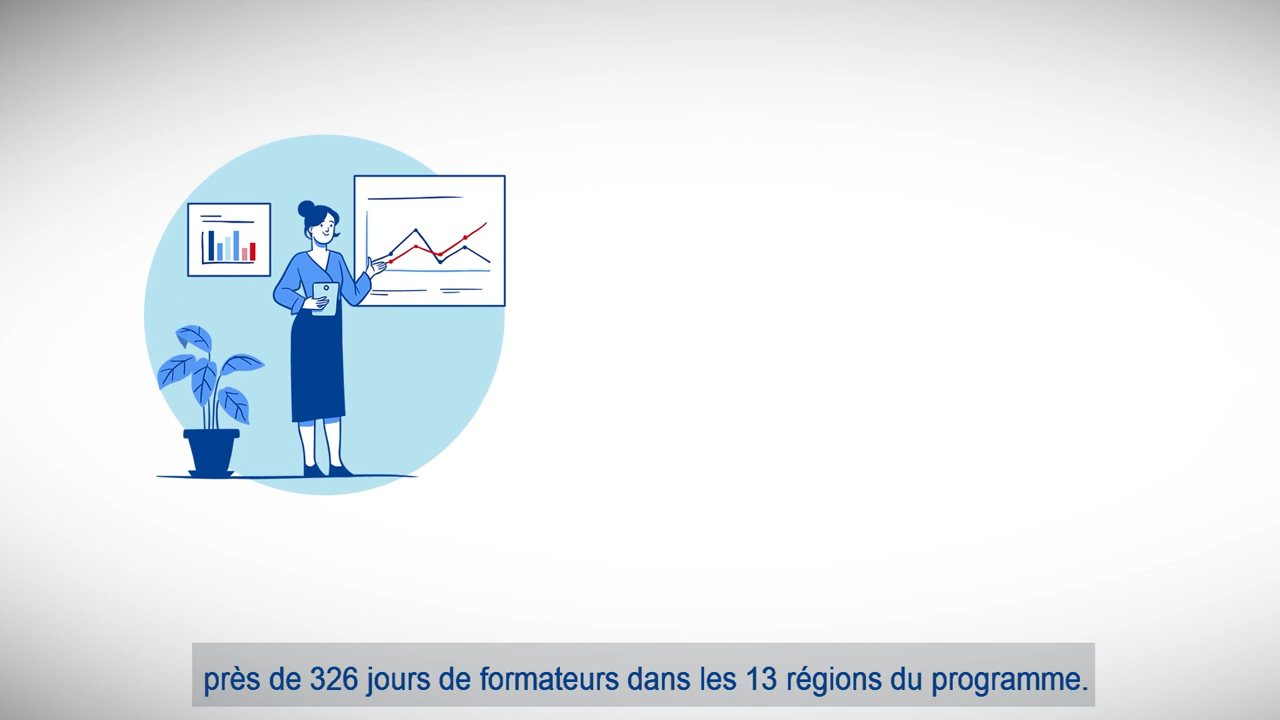 près de 326 jours de formateurs dans les 13 régions du programme.